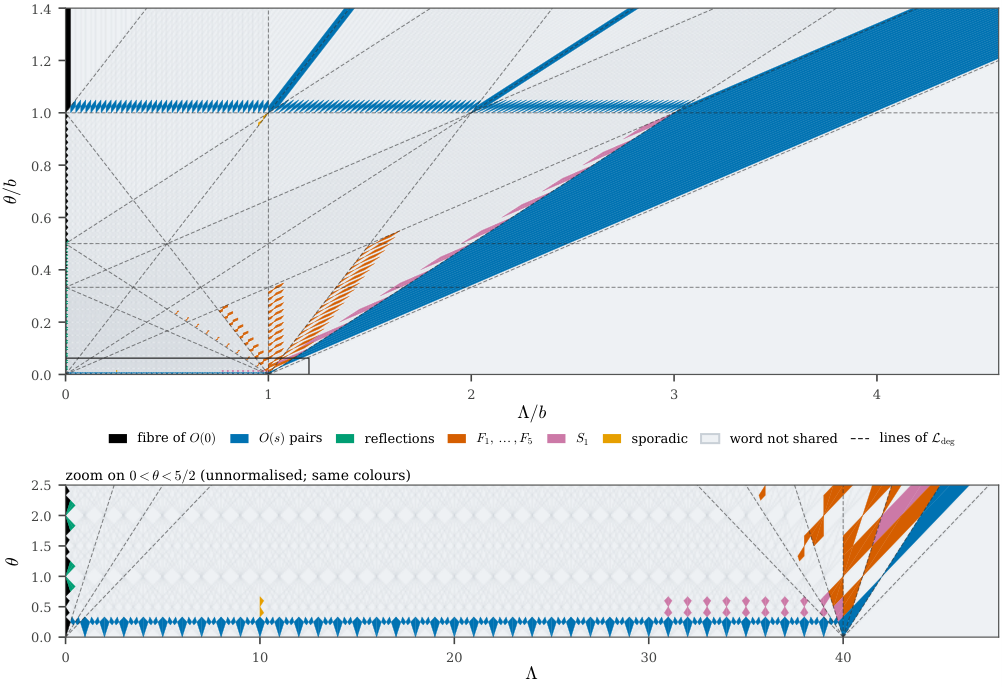 1.4
1.2
1.0
0.8
0.6
0.4
0.2
0.0
θ/b
0 1 2 3 4
Λ/b
fibre of O(0) O(s) pairs reflections F₁, …, F₅ S₁ sporadic word not shared lines of ℒ_deg
zoom on 0 < θ < 5/2 (unnormalised; same colours)
2.5
2.0
1.5
1.0
0.5
0.0
θ
0 10 20 30 40
Λ